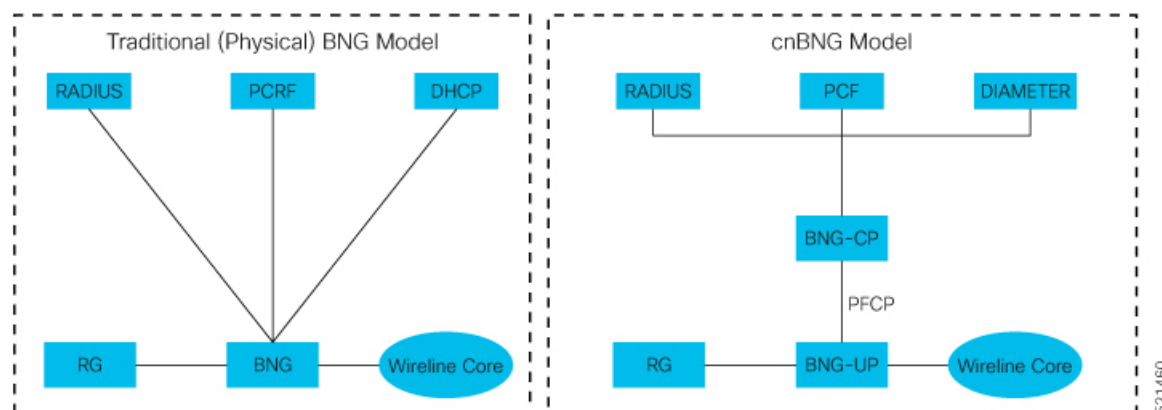 Traditional (Physical) BNG Model
RADIUS
PCRF
DHCP
RG
BNG
Wireline Core
cnBNG Model
RADIUS
PCF
DIAMETER
BNG-CP
PFCP
RG
BNG-UP
Wireline Core
521460